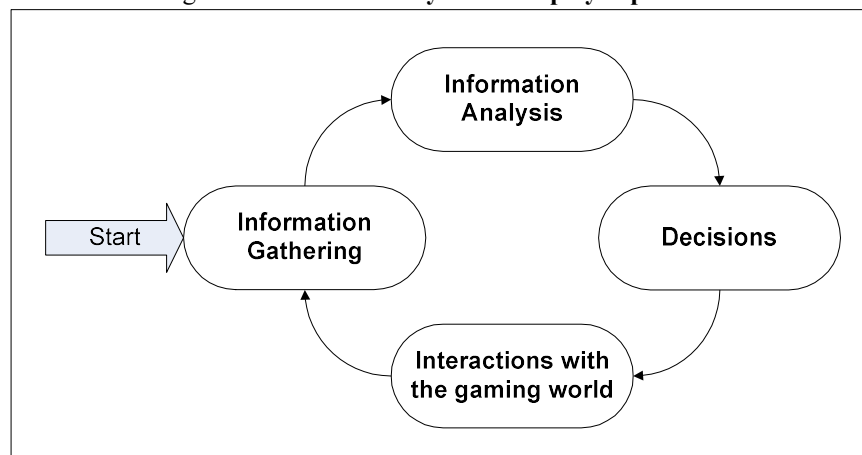 Start
Information
Gathering
Information
Analysis
Decisions
Interactions with
the gaming world